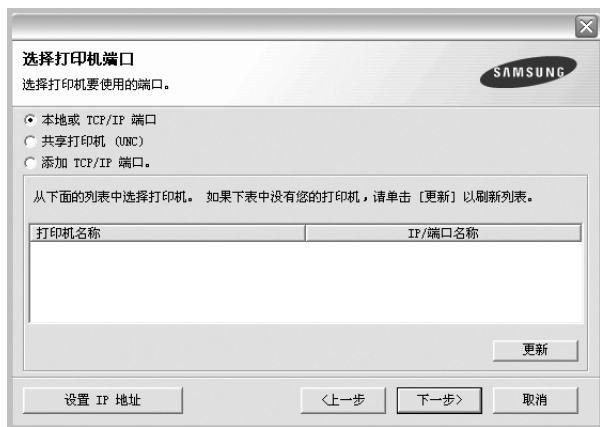 选择打印机端口
选择打印机要使用的端口。
SAMSUNG
本地或 TCP/IP 端口
共享打印机 (UNC)
添加 TCP/IP 端口。
从下面的列表中选择打印机。 如果下表中没有您的打印机，请单击 [更新] 以刷新列表。
打印机名称 IP/端口名称
更新
设置 IP 地址 <上一步 下一步> 取消